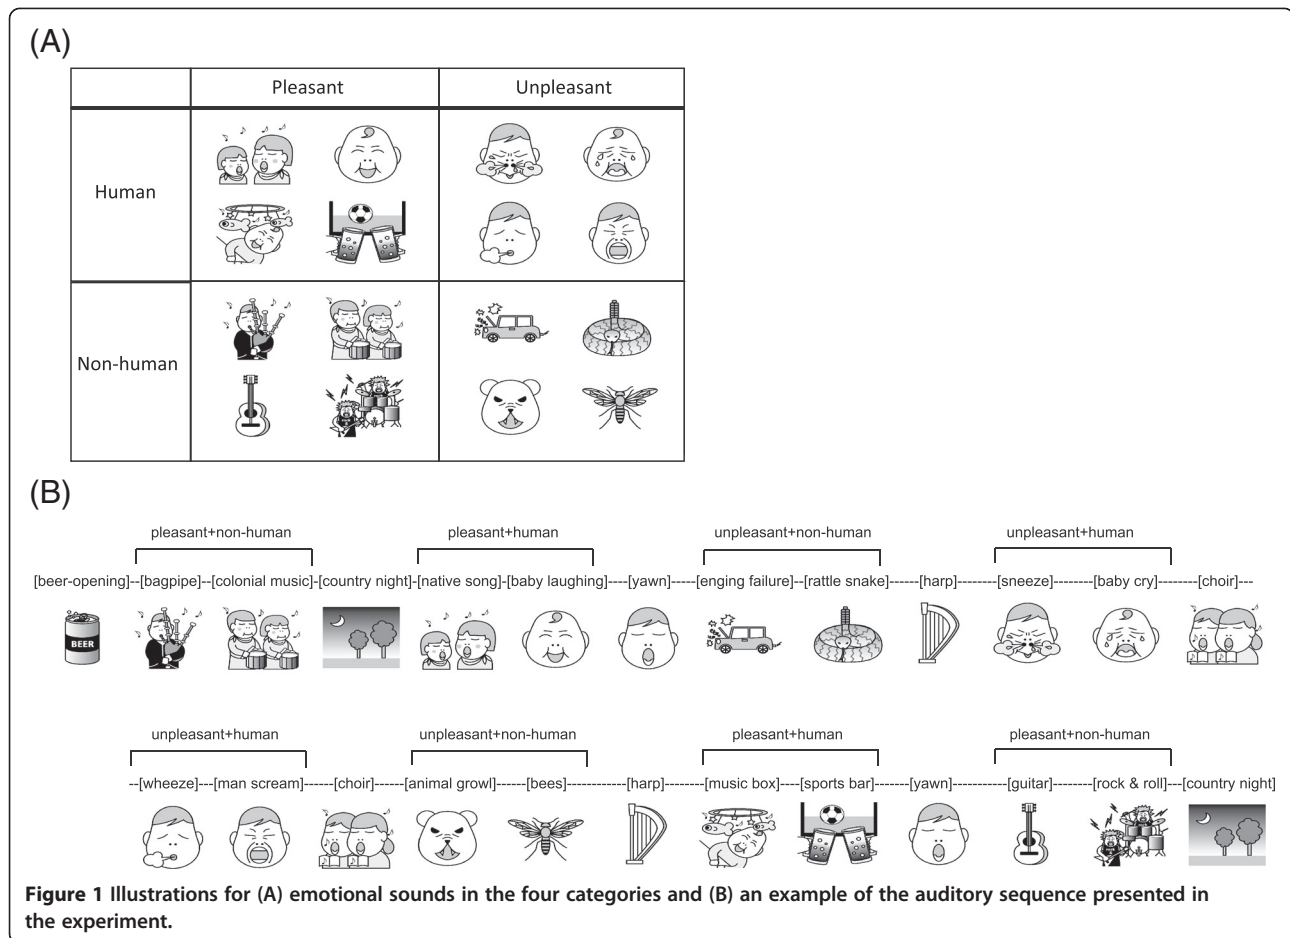 (A)
Pleasant Unpleasant
Human
Non-human
(B)
pleasant+non-human pleasant+human unpleasant+non-human unpleasant+human
[beer-opening]--[bagpipe]--[colonial music]-[country night]-[native song]-[baby laughing]----[yawn]-----[enging failure]--[rattle snake]------[harp]--------[sneeze]--------[baby cry]--------[choir]---
BEER
unpleasant+human unpleasant+non-human pleasant+human pleasant+non-human
--[wheeze]---[man scream]------[choir]------[animal growl]----[bees]------------[harp]--------[music box]----[sports bar]------[yawn]-----------[guitar]--------[rock & roll]---[country night]
Figure 1 Illustrations for (A) emotional sounds in the four categories and (B) an example of the auditory sequence presented in
the experiment.